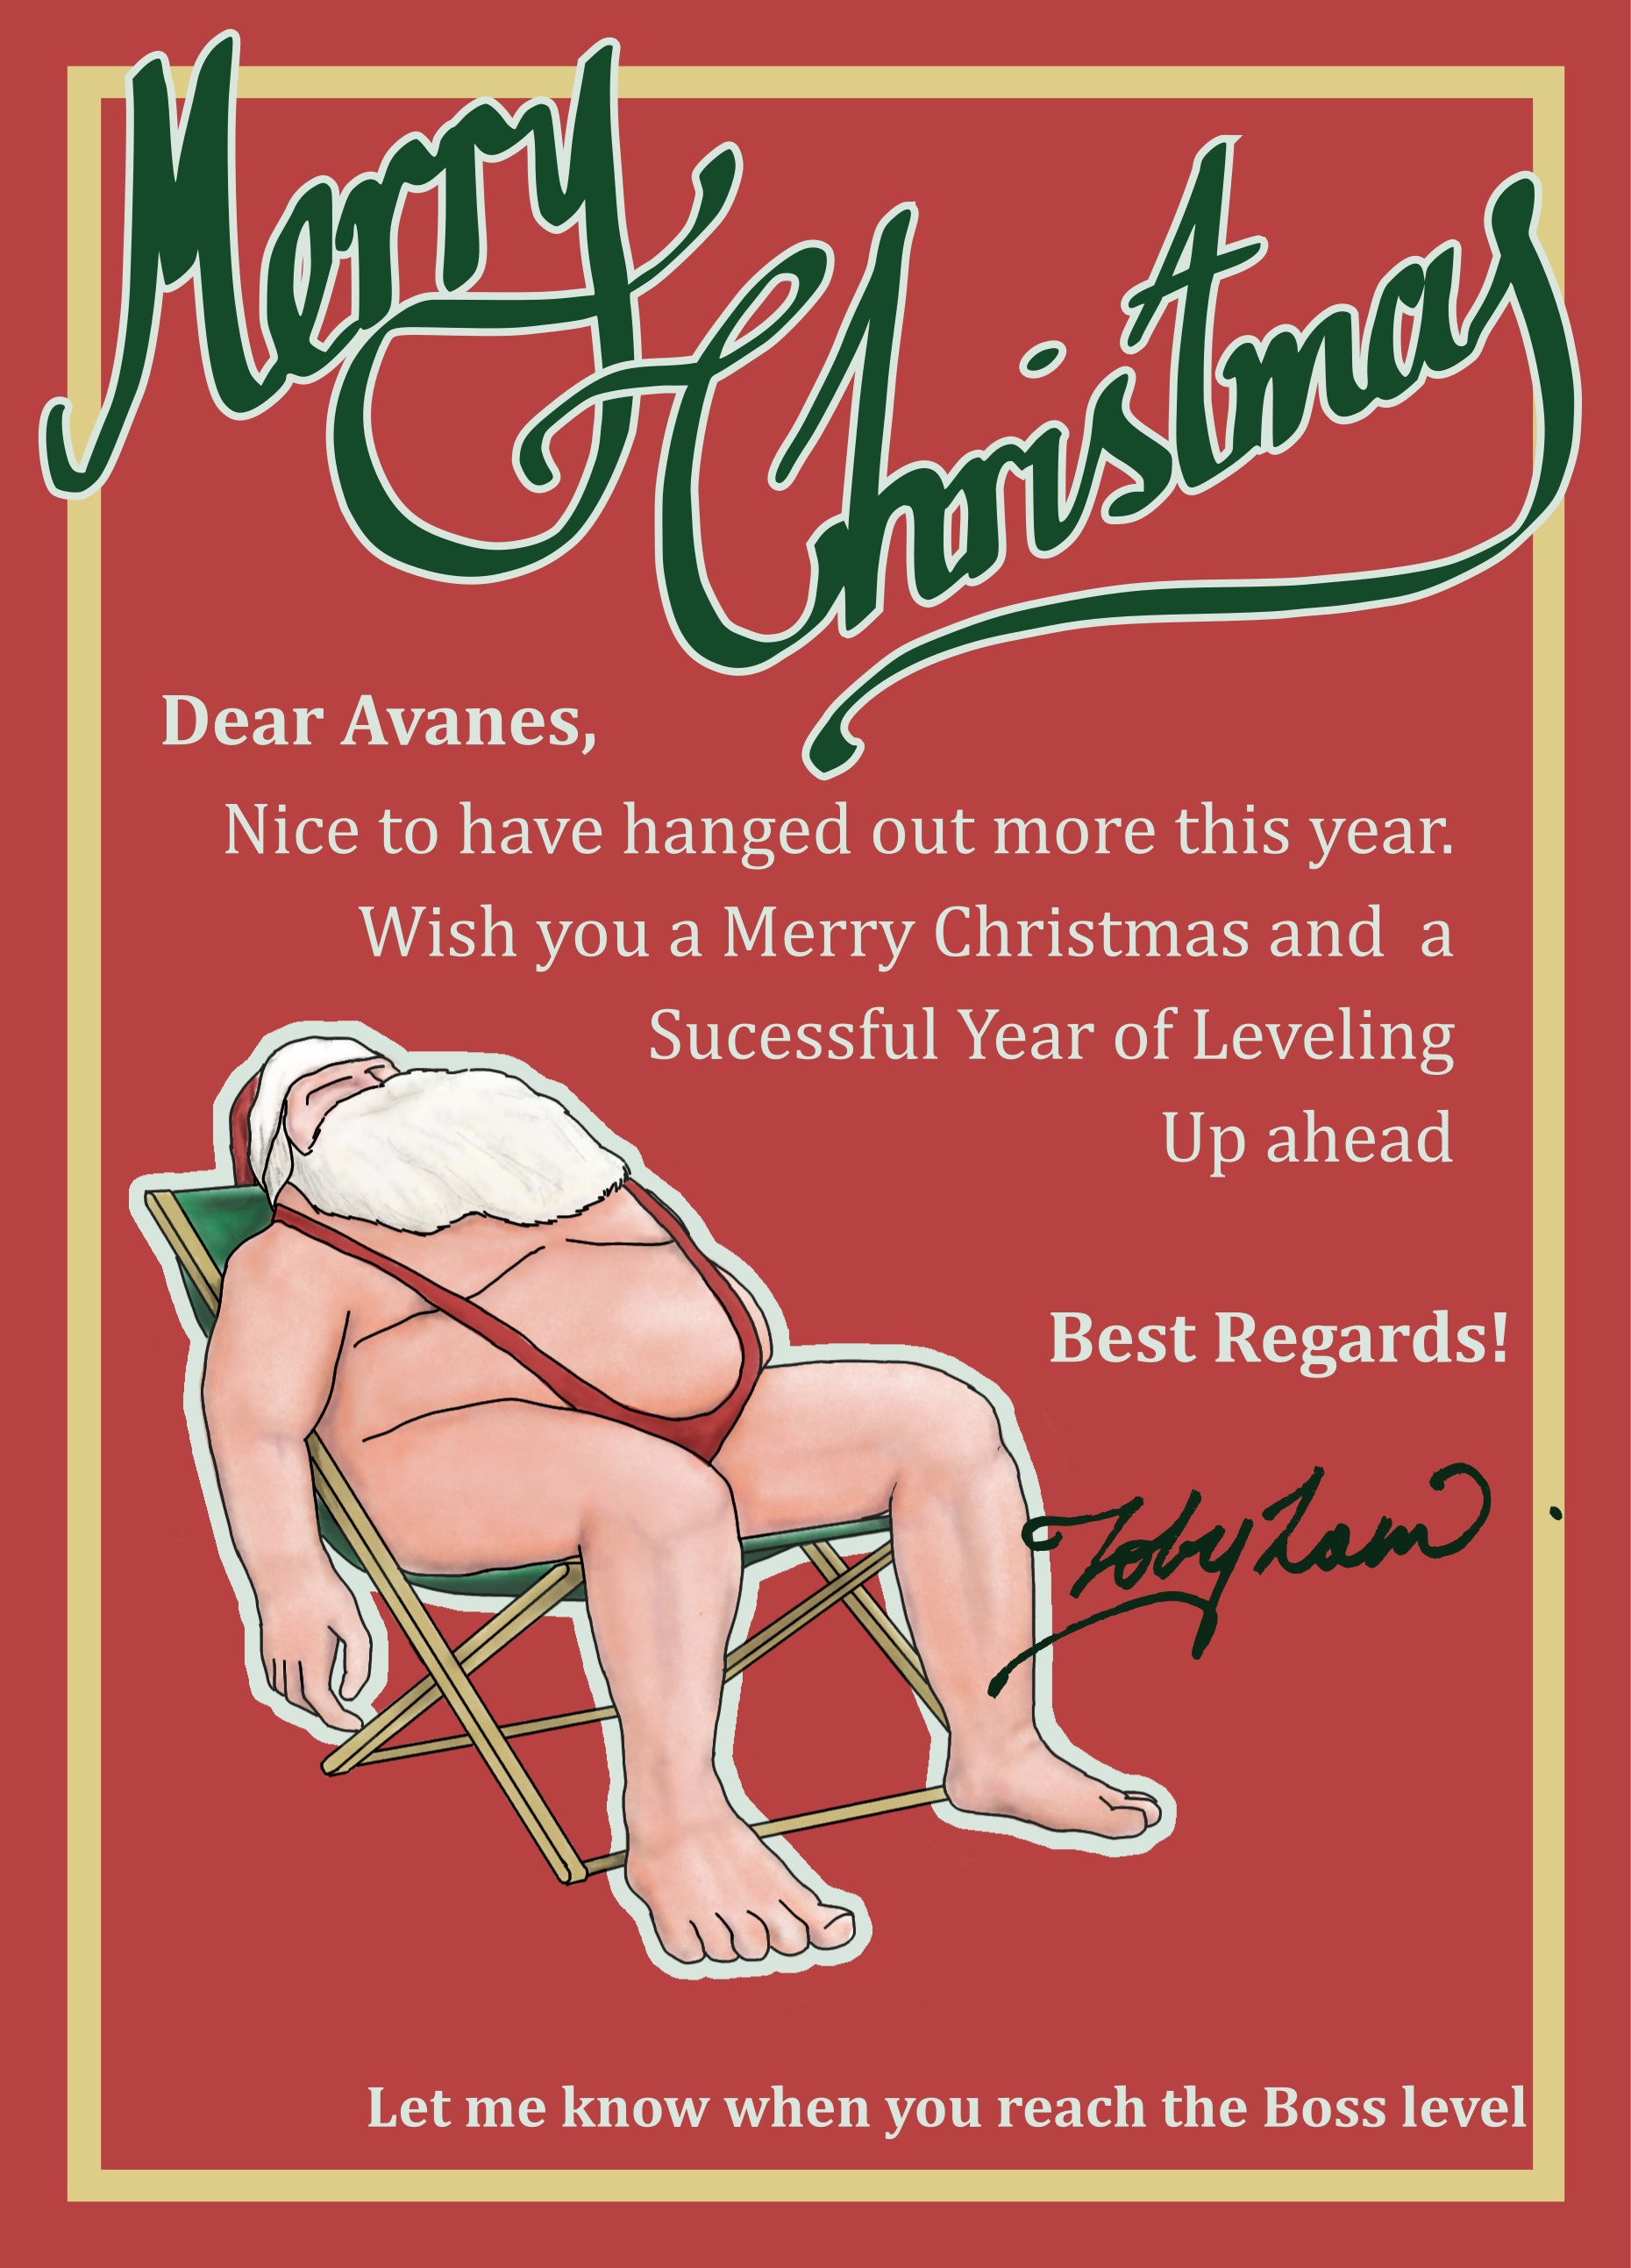 Merry
Christmas
Dear Avanes,
Nice to have hanged out more this year.
Wish you a Merry Christmas and  a
Sucessful Year of Leveling
Up ahead
Best Regards!
Toby Lam
Let me know when you reach the Boss level